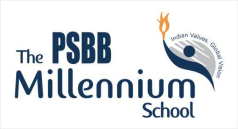 Indian Values, Global Vision
The PSBB
Millennium
School